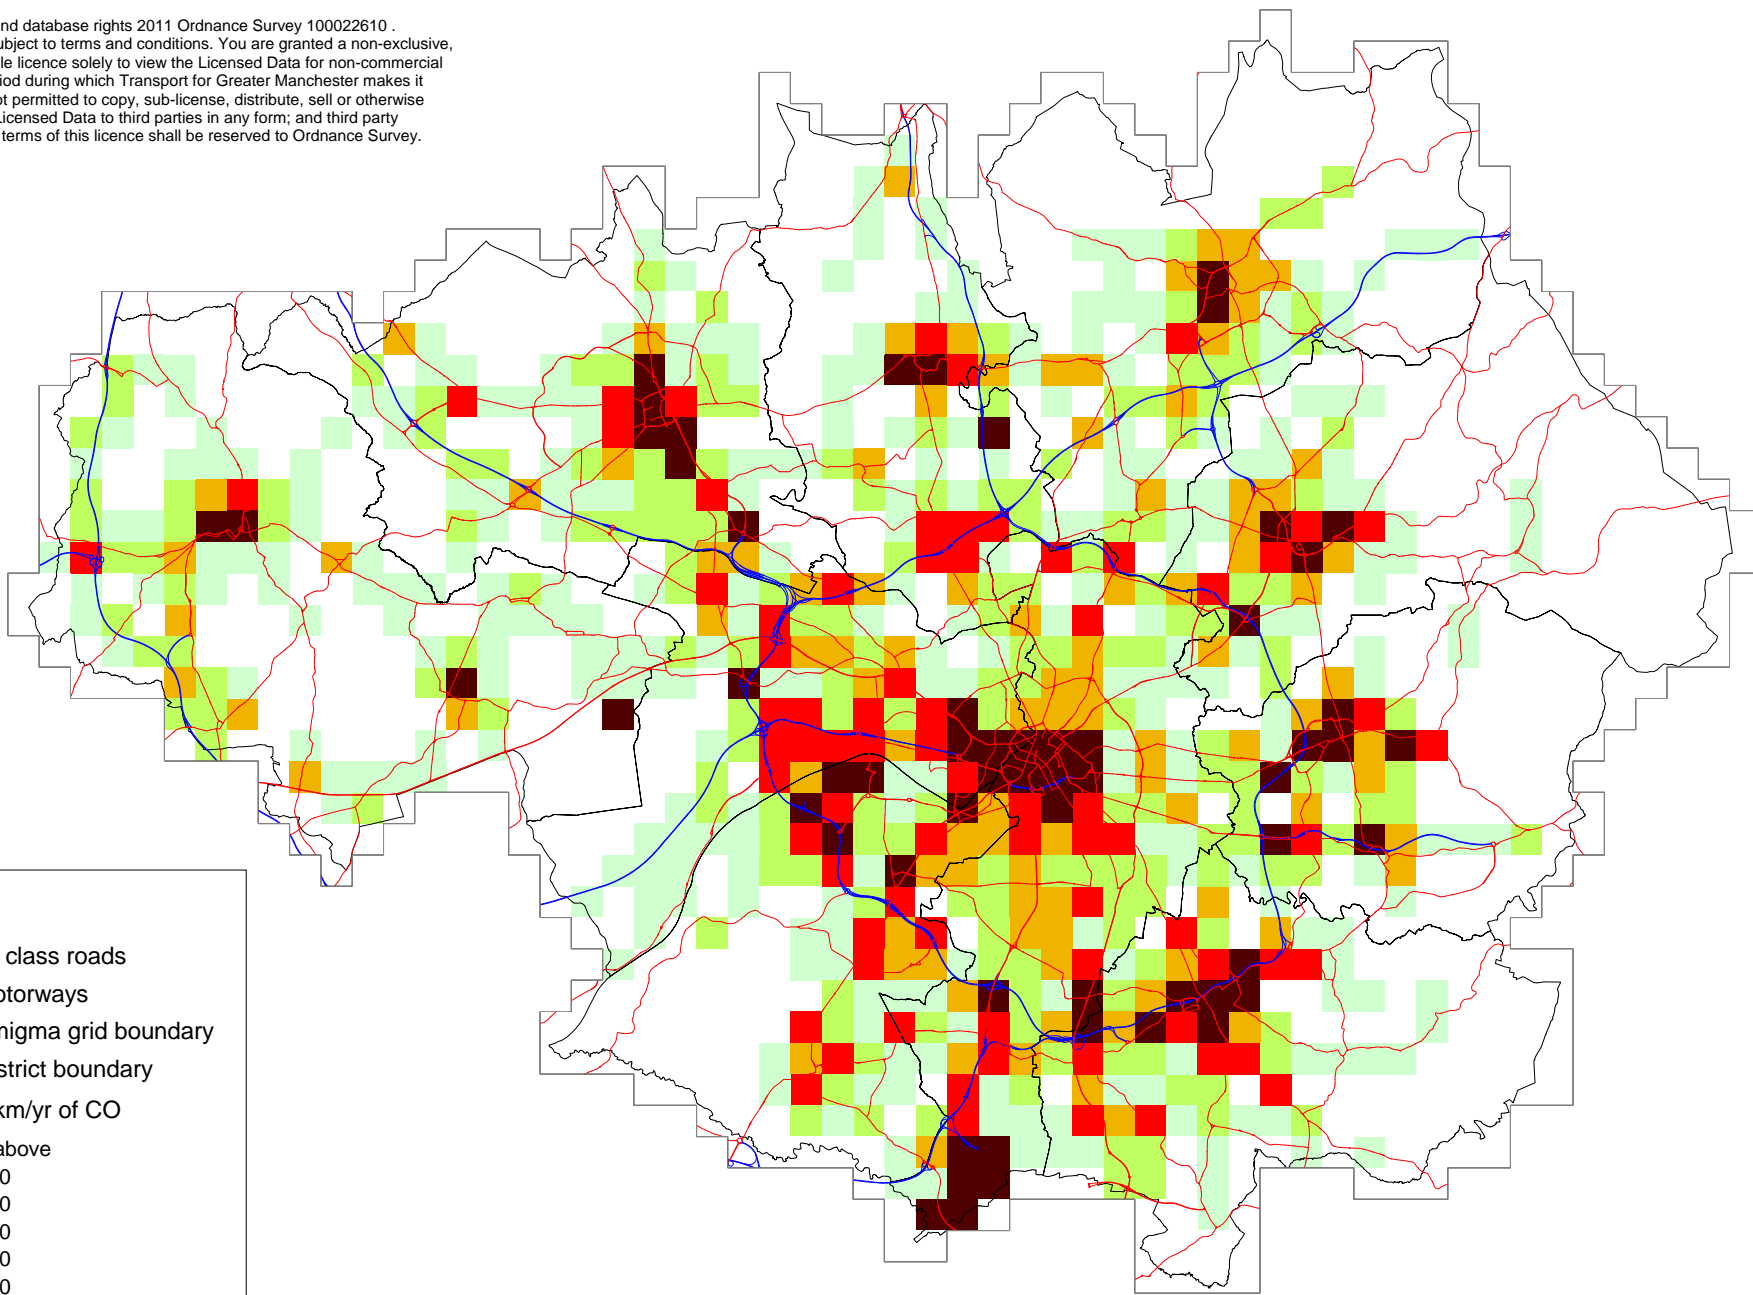 nd database rights 2011 Ordnance Survey 100022610 .
ubject to terms and conditions. You are granted a non-exclusive,
le licence solely to view the Licensed Data for non-commercial
iod during which Transport for Greater Manchester makes it
ot permitted to copy, sub-license, distribute, sell or otherwise
Licensed Data to third parties in any form; and third party
terms of this licence shall be reserved to Ordnance Survey.
class roads
otorways
nigma grid boundary
strict boundary
km/yr of CO
above
0
0
0
0
0